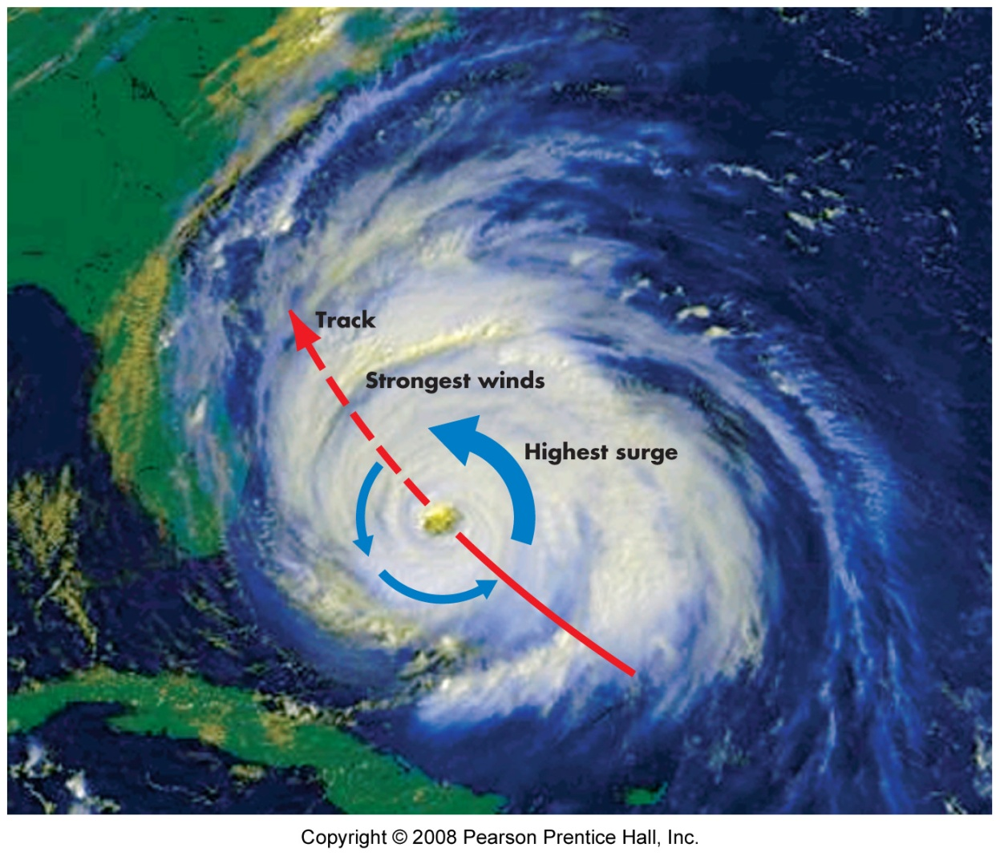 Track
Strongest winds
Highest surge
Copyright © 2008 Pearson Prentice Hall, Inc.